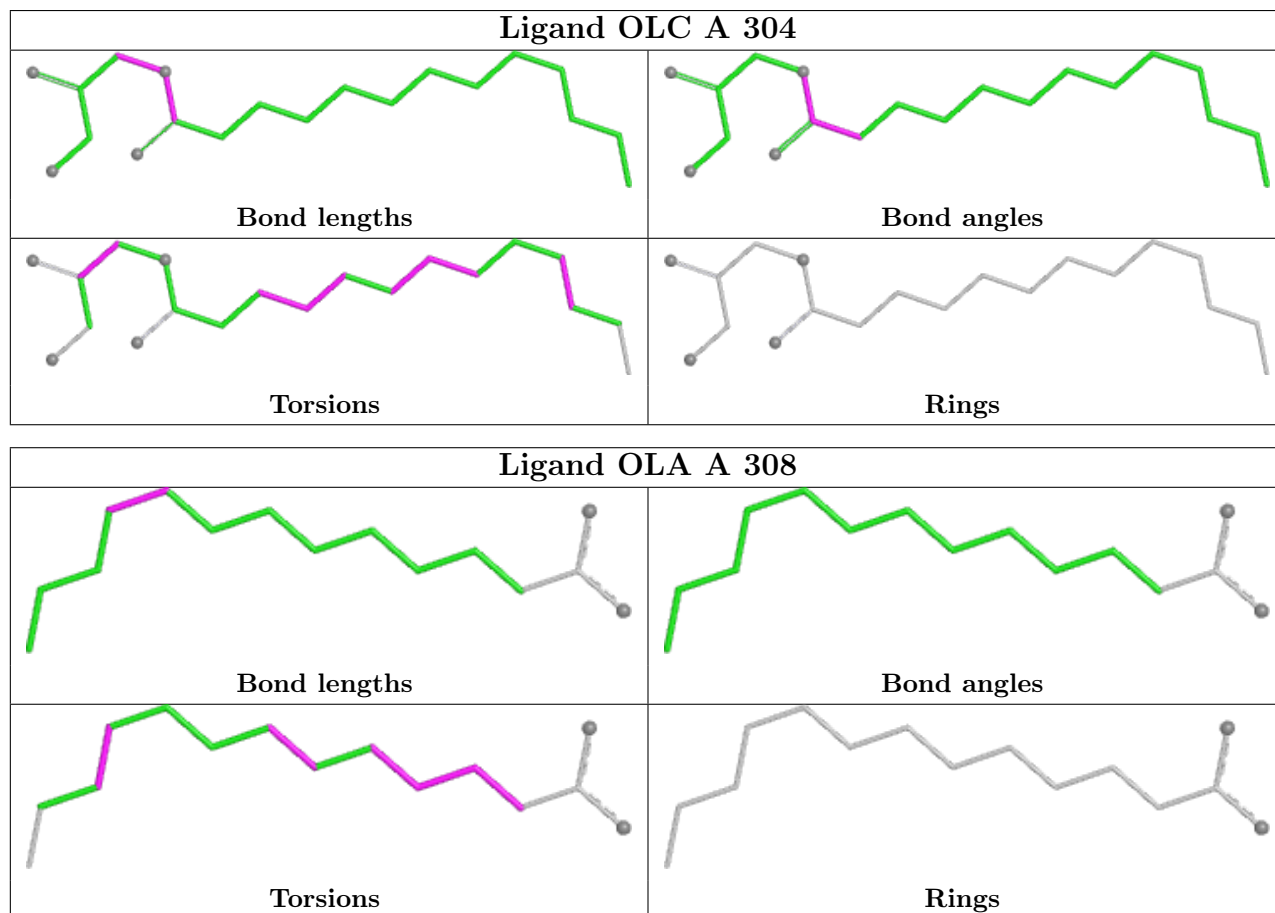 Ligand OLC A 304
Bond lengths Bond angles
Torsions Rings
Ligand OLA A 308
Bond lengths Bond angles
Torsions Rings